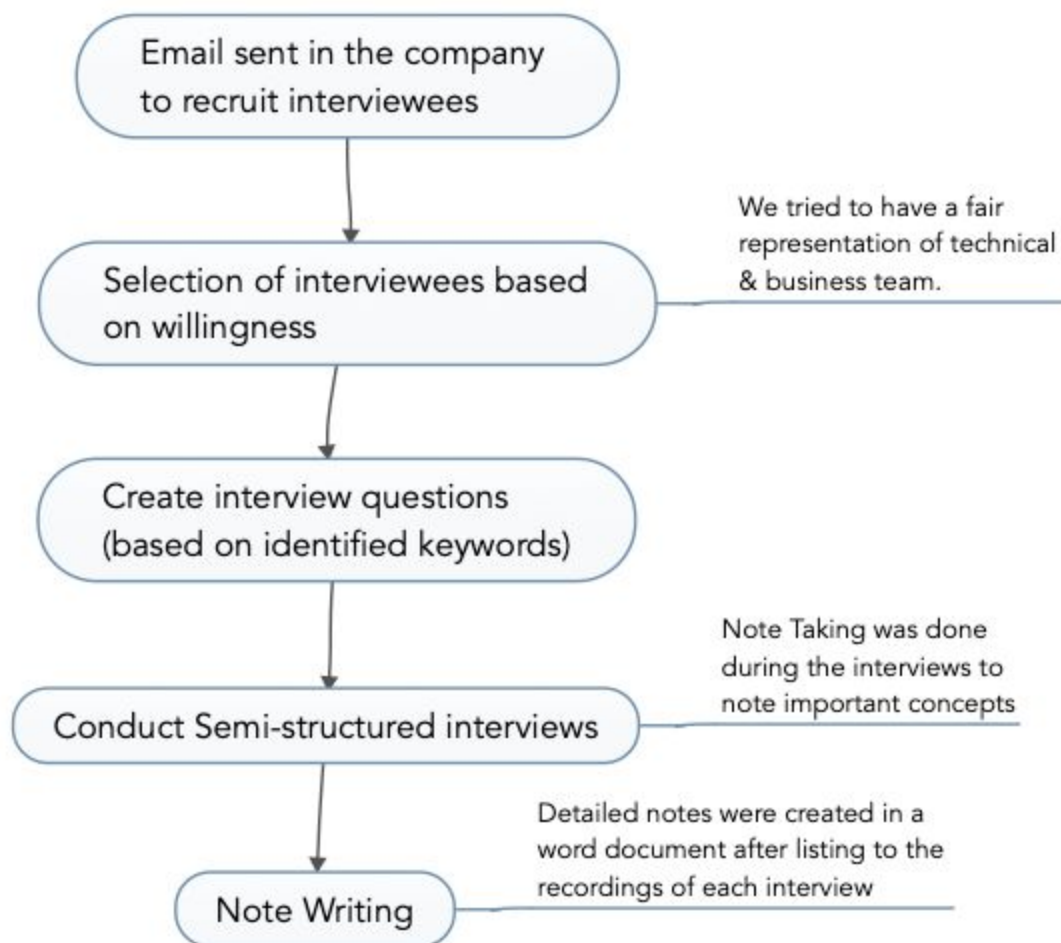 Email sent in the company
to recruit interviewees
We tried to have a fair
representation of technical
& business team.
Selection of interviewees based
on willingness
Create interview questions
(based on identified keywords)
Note Taking was done
during the interviews to
note important concepts
Conduct Semi-structured interviews
Detailed notes were created in a
word document after listing to the
recordings of each interview
Note Writing